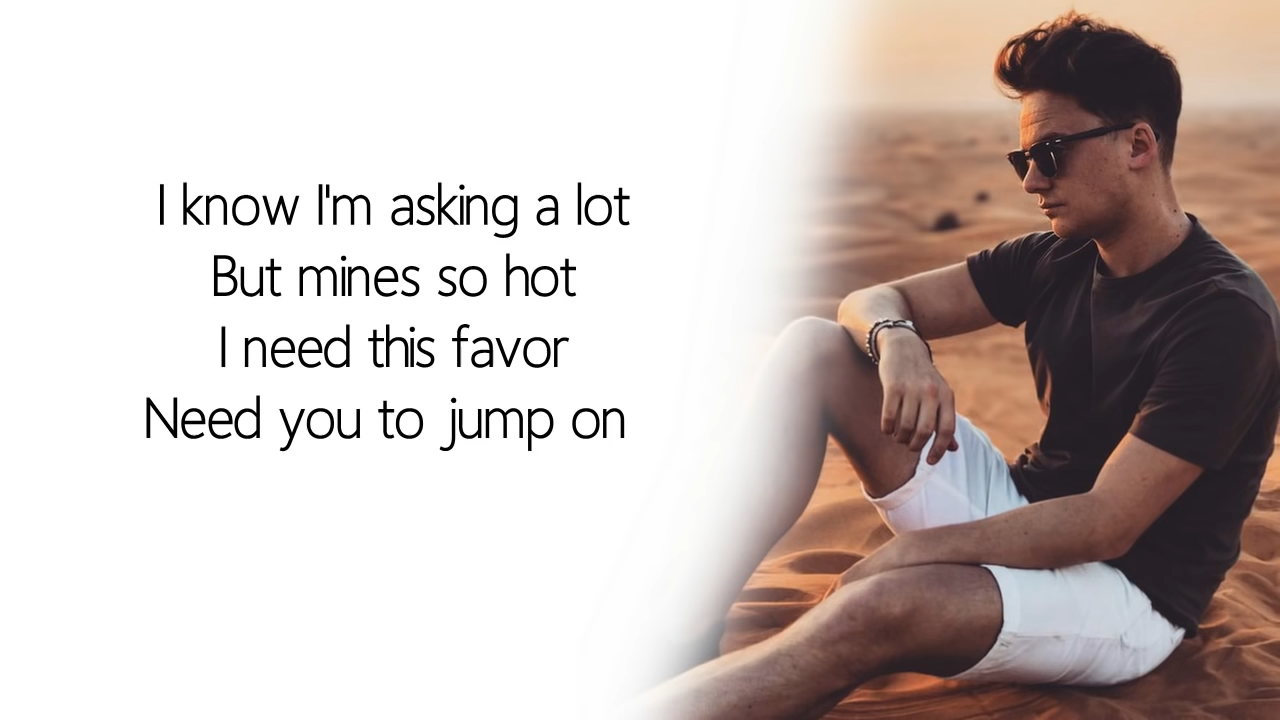 I know I'm asking a lot
But mines so hot
I need this favor
Need you to jump on